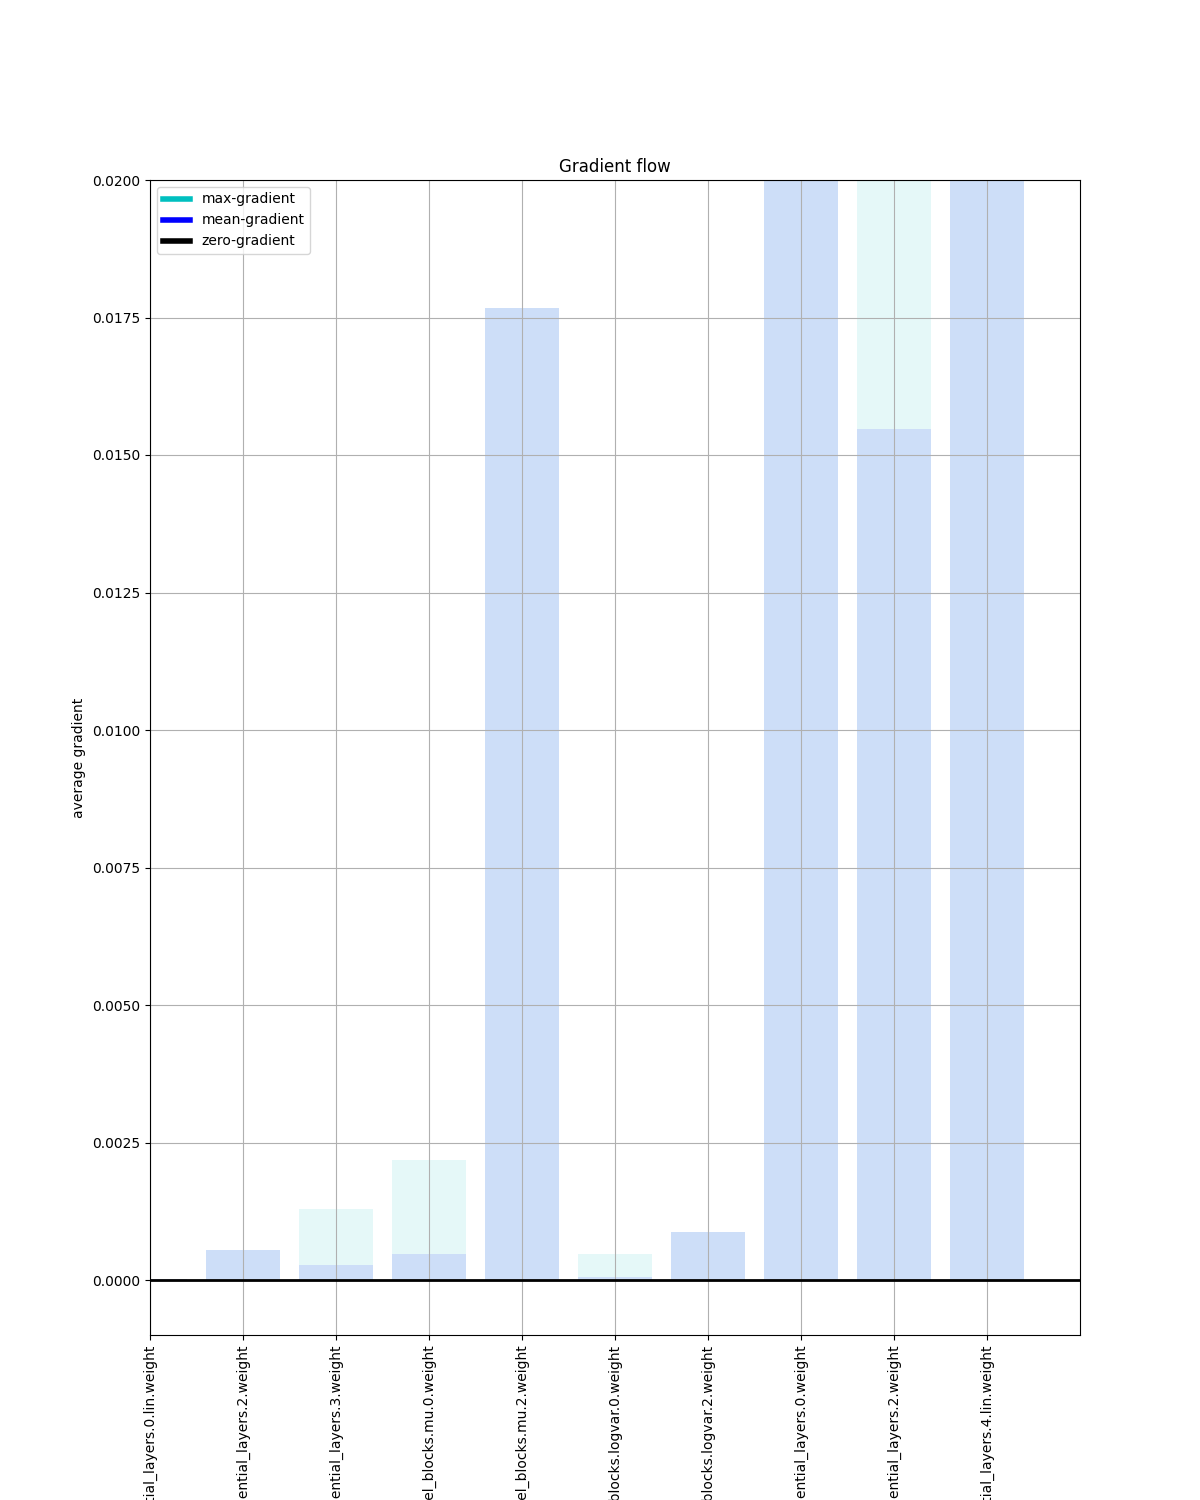 Gradient flow
max-gradient
mean-gradient
zero-gradient
average gradient
0.0200
0.0175
0.0150
0.0125
0.0100
0.0075
0.0050
0.0025
0.0000
tial_layers.0.lin.weight
ential_layers.2.weight
ential_layers.3.weight
el_blocks.mu.0.weight
el_blocks.mu.2.weight
blocks.logvar.0.weight
blocks.logvar.2.weight
ential_layers.0.weight
ential_layers.2.weight
tial_layers.4.lin.weight